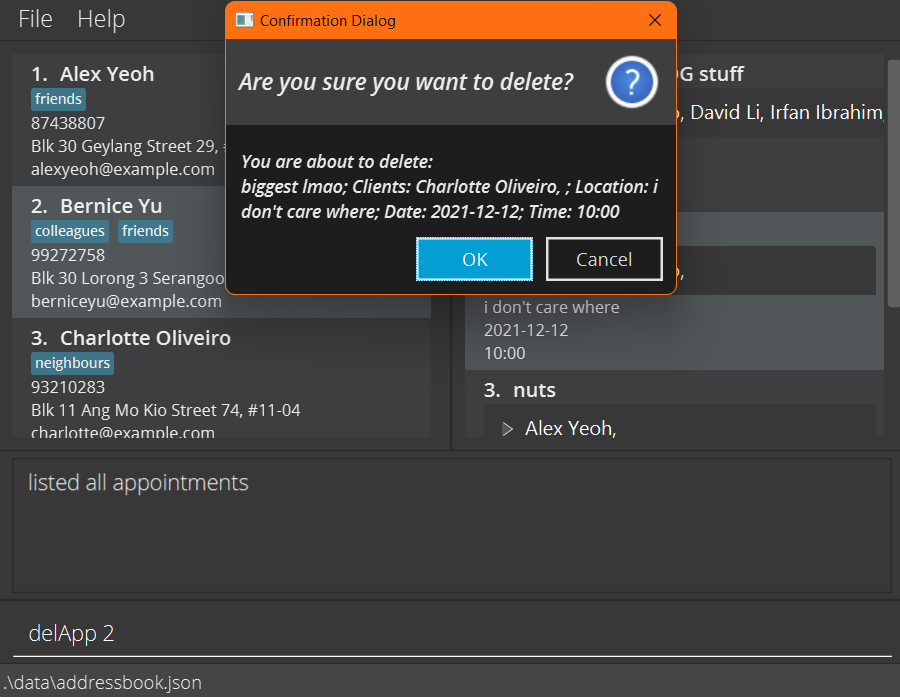 File Help
Confirmation Dialog
Are you sure you want to delete?
You are about to delete:
biggest lmao; Clients: Charlotte Oliveiro, ; Location: i
don't care where; Date: 2021-12-12; Time: 10:00
OK Cancel
1. Alex Yeoh
friends
87438807
Blk 30 Geylang Street 29,
alexyeoh@example.com
2. Bernice Yu
colleagues friends
99272758
Blk 30 Lorong 3 Serangoo
berniceyu@example.com
3. Charlotte Oliveiro
neighbours
93210283
Blk 11 Ang Mo Kio Street 74, #11-04
charlotte@example.com
G stuff
, David Li, Irfan Ibrahim,
i don't care where
2021-12-12
10:00
3. nuts
Alex Yeoh,
listed all appointments
delApp 2
.\data\addressbook.json